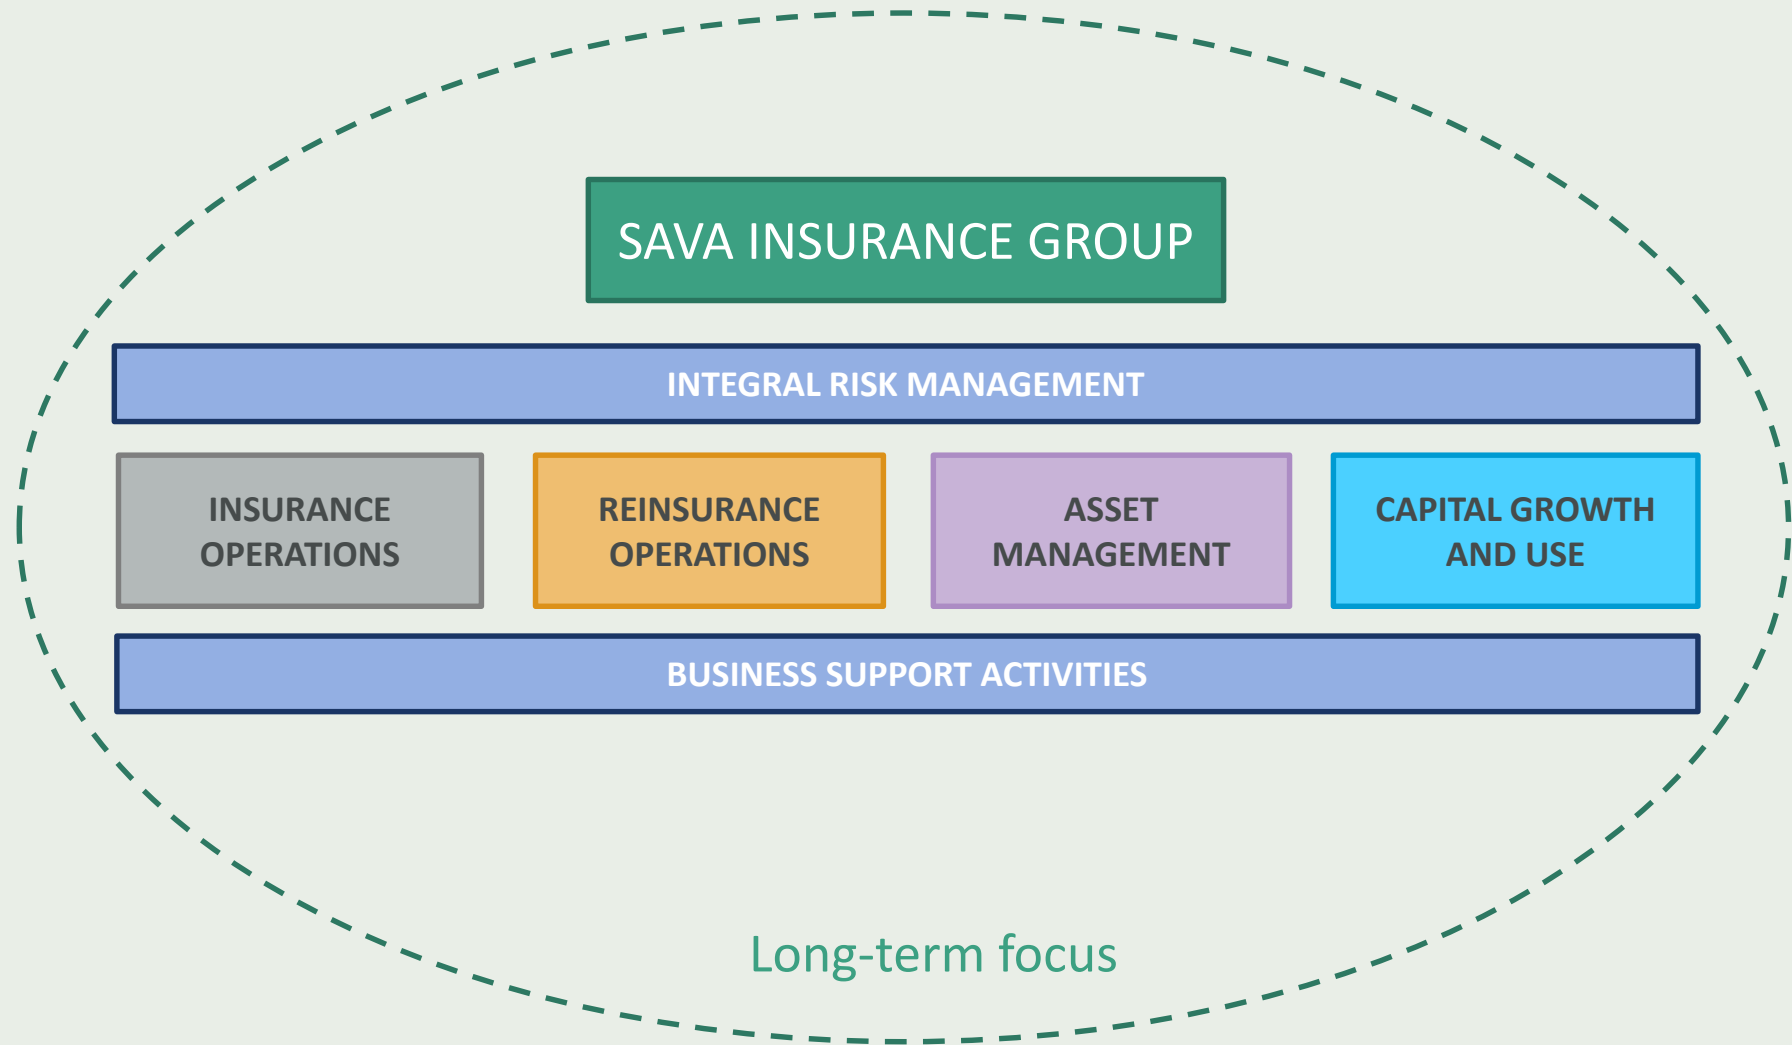 SAVA INSURANCE GROUP
INTEGRAL RISK MANAGEMENT
INSURANCE
OPERATIONS
REINSURANCE
OPERATIONS
ASSET
MANAGEMENT
CAPITAL GROWTH
AND USE
BUSINESS SUPPORT ACTIVITIES
Long-term focus